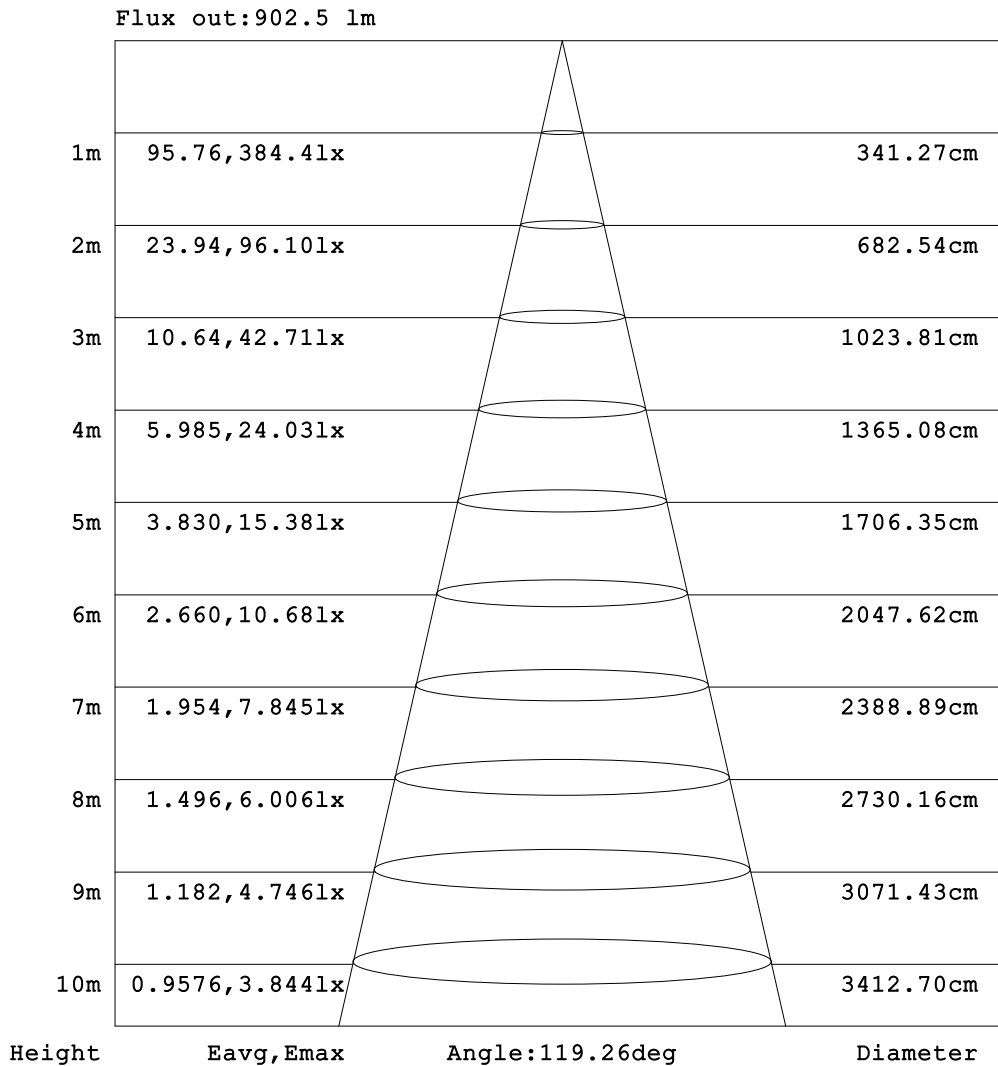 Flux out:902.5 lm
1m 95.76,384.4lx 341.27cm
2m 23.94,96.10lx 682.54cm
3m 10.64,42.71lx 1023.81cm
4m 5.985,24.03lx 1365.08cm
5m 3.830,15.38lx 1706.35cm
6m 2.660,10.68lx 2047.62cm
7m 1.954,7.845lx 2388.89cm
8m 1.496,6.006lx 2730.16cm
9m 1.182,4.746lx 3071.43cm
10m 0.9576,3.844lx 3412.70cm
Height Eavg,Emax Angle:119.26deg Diameter